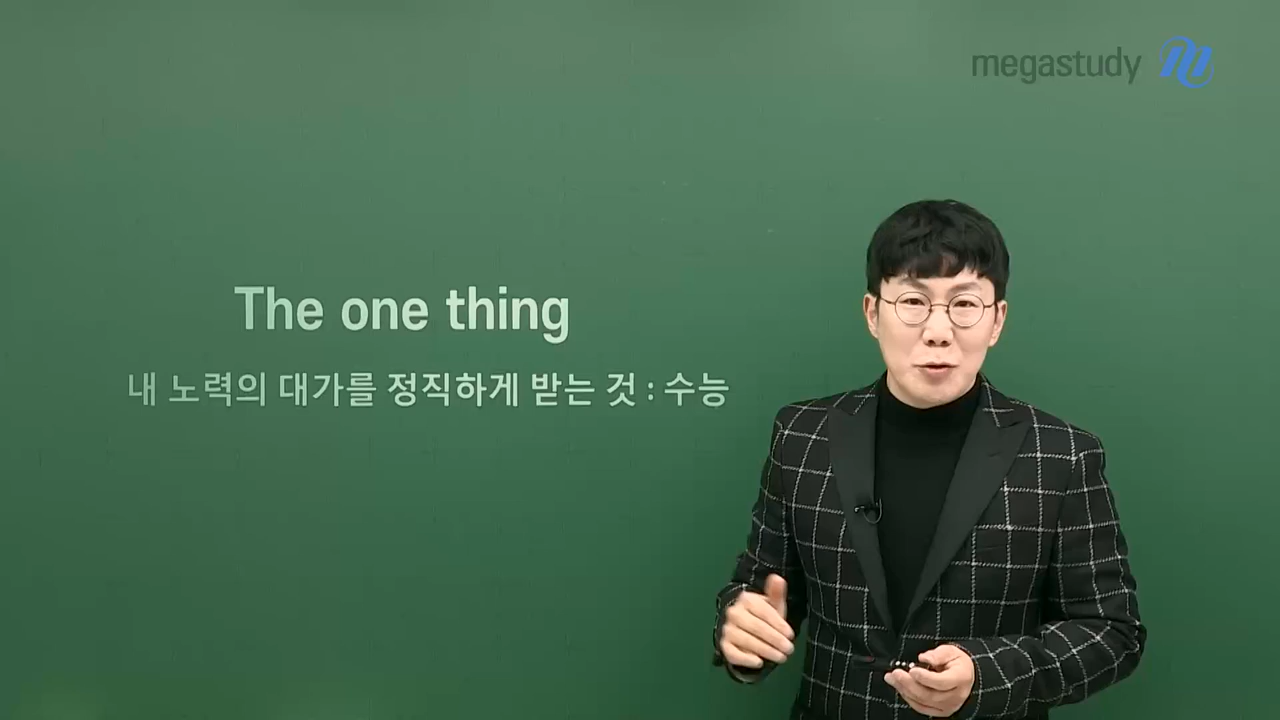 megastudy
The one thing
내 노력의 대가를 정직하게 받는 것 : 수능